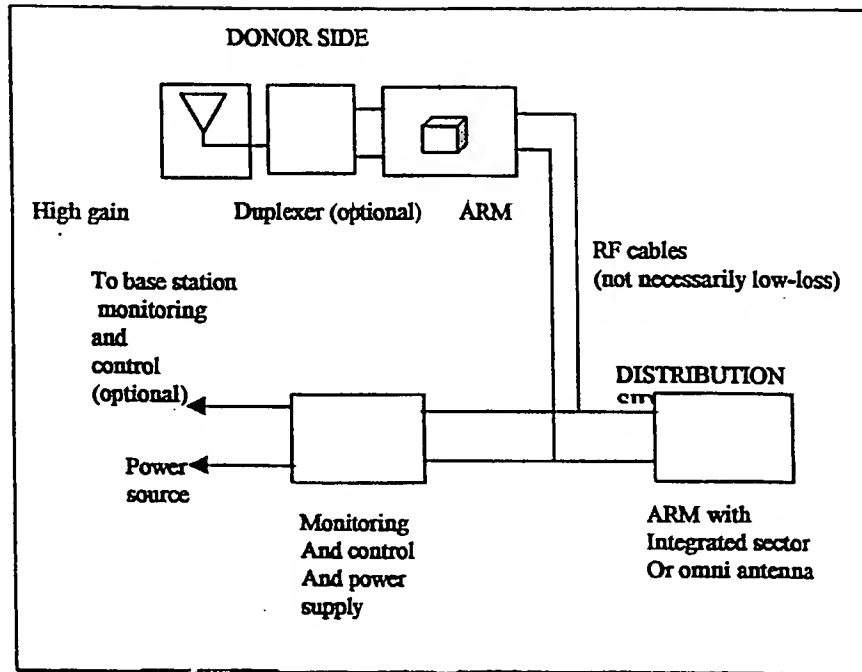 DONOR SIDE
High gain
Duplexer (optional)
ARM
RF cables
(not necessarily low-loss)
To base station
monitoring
and
control
(optional)
DISTRIBUTION
Power
source
Monitoring
And control
And power
supply
ARM with
Integrated sector
Or omni antenna